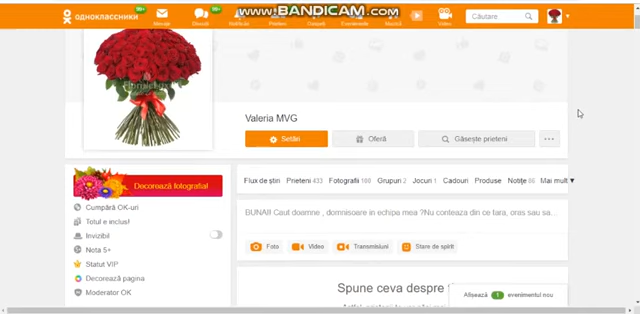 WWW.BANDICAM.COM
одноклассники
99+
99+
Mesaje
Discuții
Notificări
Prieteni
Oaspeți
Evenimente
Muzică
Video
Căutare
Valeria MVG
Setări
Oferă
Găsește prieteni
Decorează fotografia!
Flux de știri Prieteni 433 Fotografii 100 Grupuri 2 Jocuri 1 Cadouri Produse Notițe 86 Mai mult
Cumpără OK-uri
Totul e inclus!
Invizibil
Nota 5+
Statut VIP
Decorează pagina
Moderator OK
BUNA!! Caut doamne , domnisoare in echipa mea ?Nu conteaza din ce tara, oras sau sa...
Foto
Video
Transmisiuni
Stare de spirit
Spune ceva despre
Afișează 1 evenimentul nou